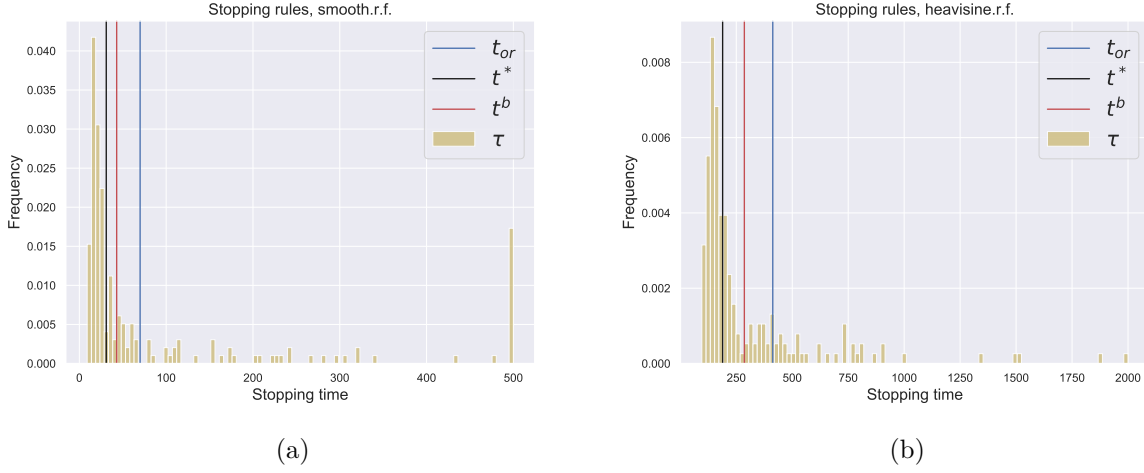 Stopping rules, smooth.r.f.
0.040
0.035
0.030
0.025
0.020
0.015
0.010
0.005
0.000
Frequency
t_or
t*
t^b
τ
0 100 200 300 400 500
Stopping time
(a)
Stopping rules, heavisine.r.f.
0.008
0.006
0.004
0.002
0.000
Frequency
t_or
t*
t^b
τ
250 500 750 1000 1250 1500 1750 2000
Stopping time
(b)